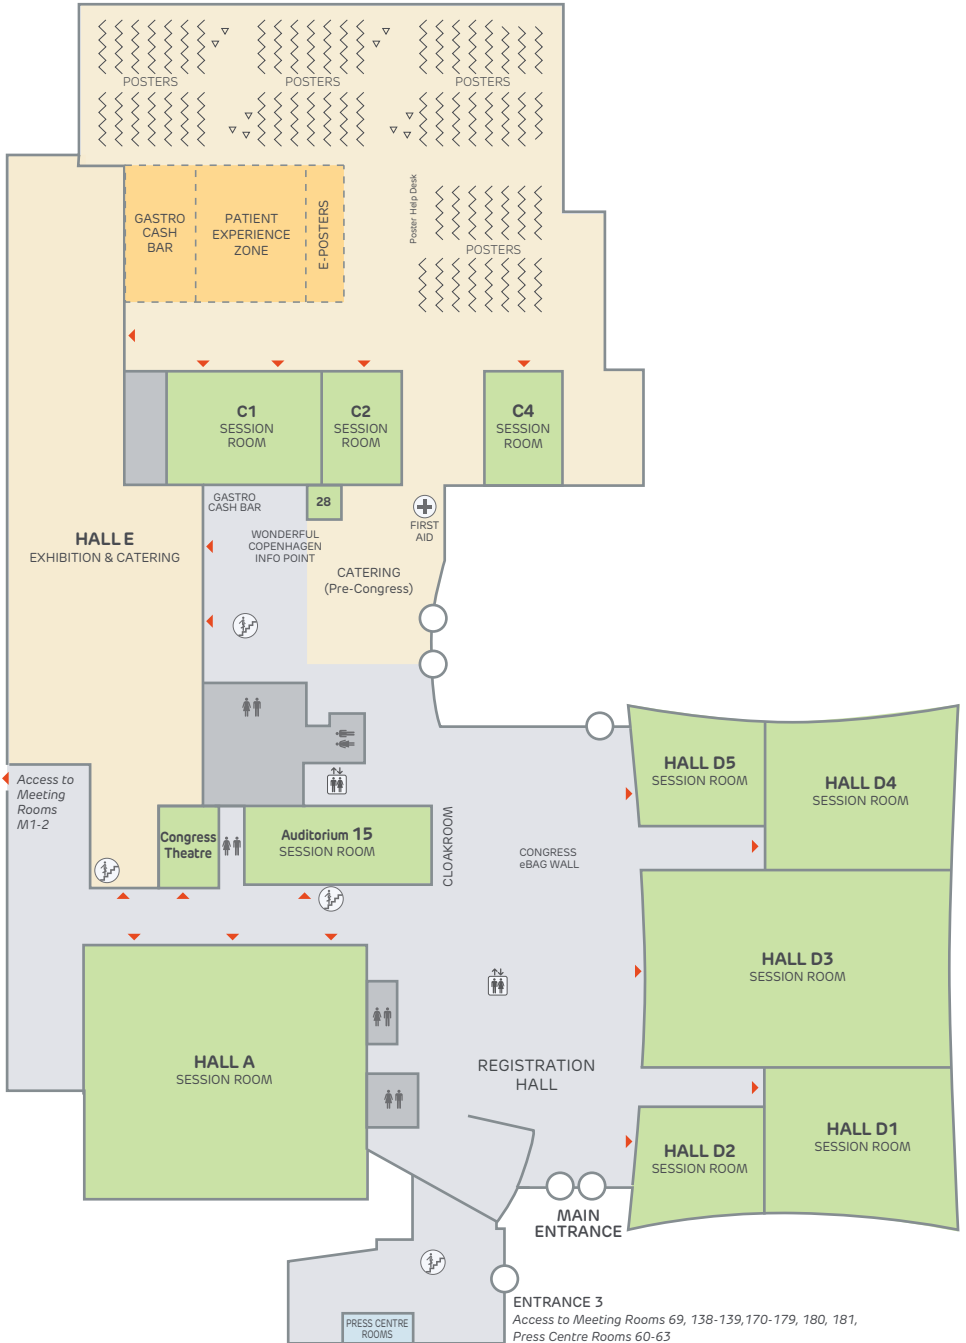 POSTERS
POSTERS
POSTERS
GASTRO
CASH
BAR
PATIENT
EXPERIENCE
ZONE
E-POSTERS
Poster Help Desk
POSTERS
C1
SESSION
ROOM
C2
SESSION
ROOM
C4
SESSION
ROOM
GASTRO
CASH BAR
28
FIRST
AID
WONDERFUL
COPENHAGEN
INFO POINT
HALL E
EXHIBITION & CATERING
CATERING
(Pre-Congress)
HALL D5
SESSION ROOM
HALL D4
SESSION ROOM
Access to
Meeting
Rooms
M1-2
Congress
Theatre
Auditorium 15
SESSION ROOM
CLOAKROOM
CONGRESS
eBAG WALL
HALL D3
SESSION ROOM
HALL A
SESSION ROOM
REGISTRATION
HALL
HALL D2
SESSION ROOM
HALL D1
SESSION ROOM
MAIN
ENTRANCE
PRESS CENTRE
ROOMS
ENTRANCE 3
Access to Meeting Rooms 69, 138-139,170-179, 180, 181,
Press Centre Rooms 60-63